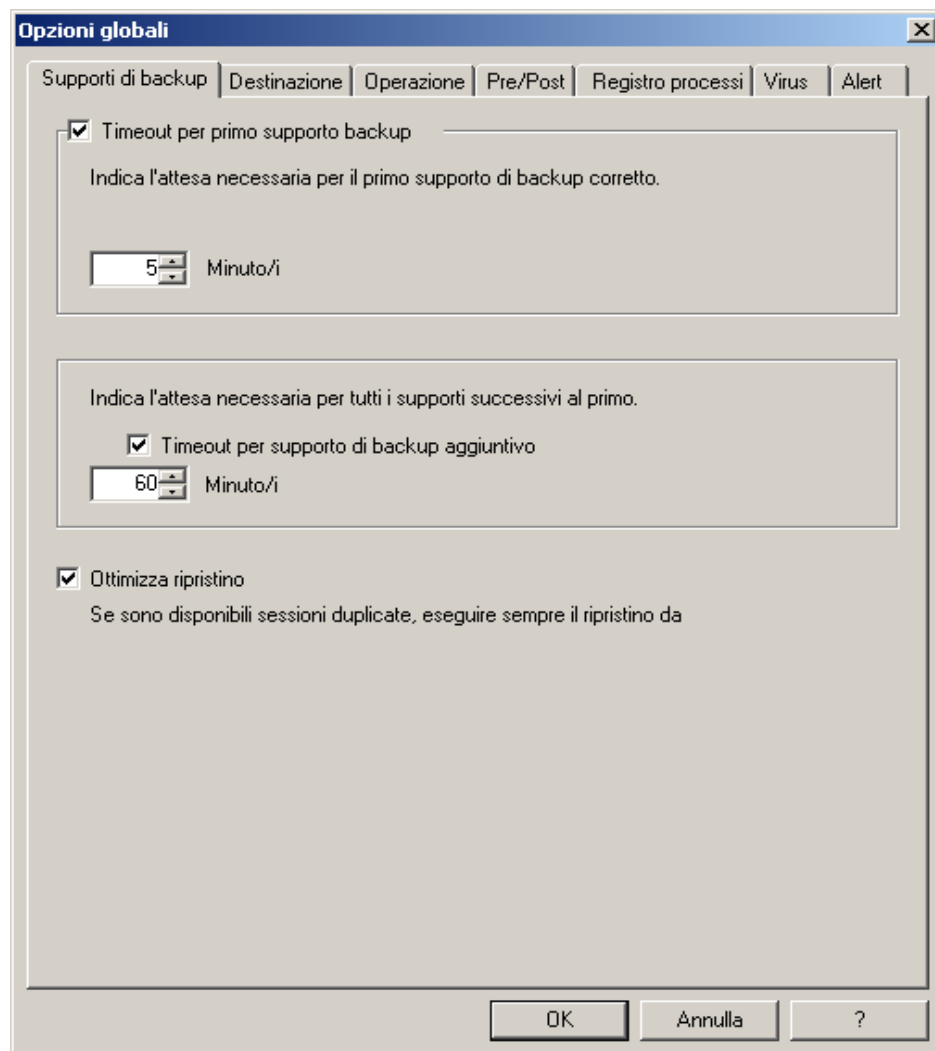 Opzioni globali
Supporti di backup Destinazione Operazione Pre/Post Registro processi Virus Alert
Timeout per primo supporto backup
Indica l'attesa necessaria per il primo supporto di backup corretto.
5 Minuto/i
Indica l'attesa necessaria per tutti i supporti successivi al primo.
Timeout per supporto di backup aggiuntivo
60 Minuto/i
Ottimizza ripristino
Se sono disponibili sessioni duplicate, eseguire sempre il ripristino da
OK Annulla ?